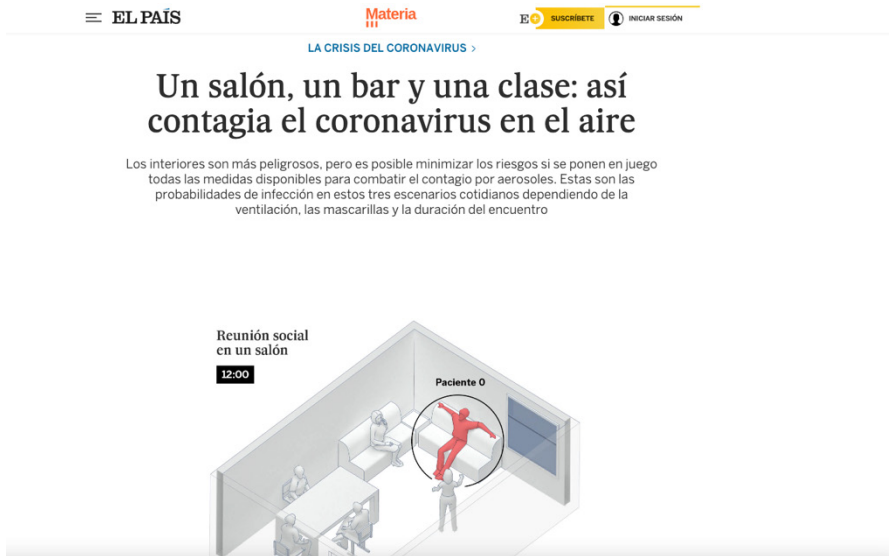 EL PAÍS
Materia
E+
SUSCRÍBETE
INICIAR SESIÓN
LA CRISIS DEL CORONAVIRUS >
Un salón, un bar y una clase: así
contagia el coronavirus en el aire
Los interiores son más peligrosos, pero es posible minimizar los riesgos si se ponen en juego
todas las medidas disponibles para combatir el contagio por aerosoles. Estas son las
probabilidades de infección en estos tres escenarios cotidianos dependiendo de la
ventilación, las mascarillas y la duración del encuentro
Reunión social
en un salón
12:00
Paciente 0